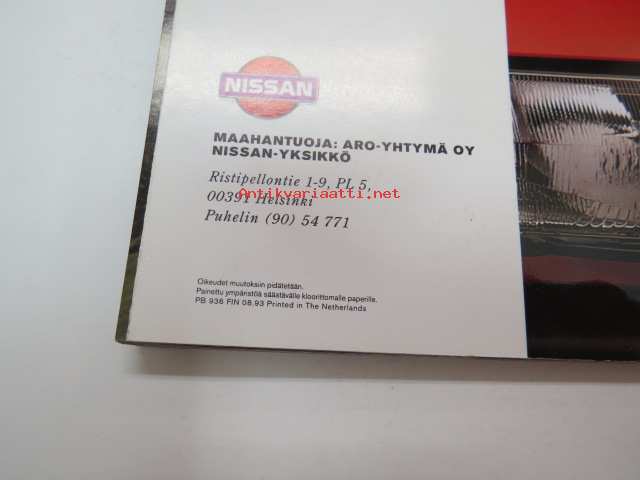 NISSAN
MAAHANTUOJA: ARO-YHTYMÄ OY
NISSAN-YKSIKKÖ
Ristipellontie 1-9, PL 5,
Antikvariaatti.net
00391 Helsinki
Puhelin (90) 54 771
Oikeudet muutoksiin pidätetään.
Painettu ympäristöä säästävälle kloorittomalle paperille.
PB 936 FIN 08.93 Printed in The Netherlands